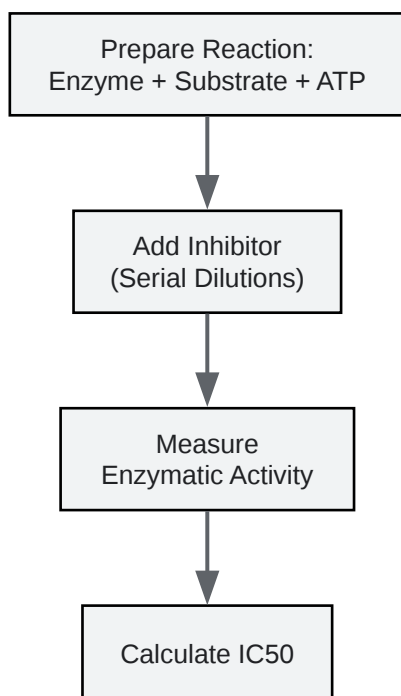 Prepare Reaction:
Enzyme + Substrate + ATP
Add Inhibitor
(Serial Dilutions)
Measure
Enzymatic Activity
Calculate IC50